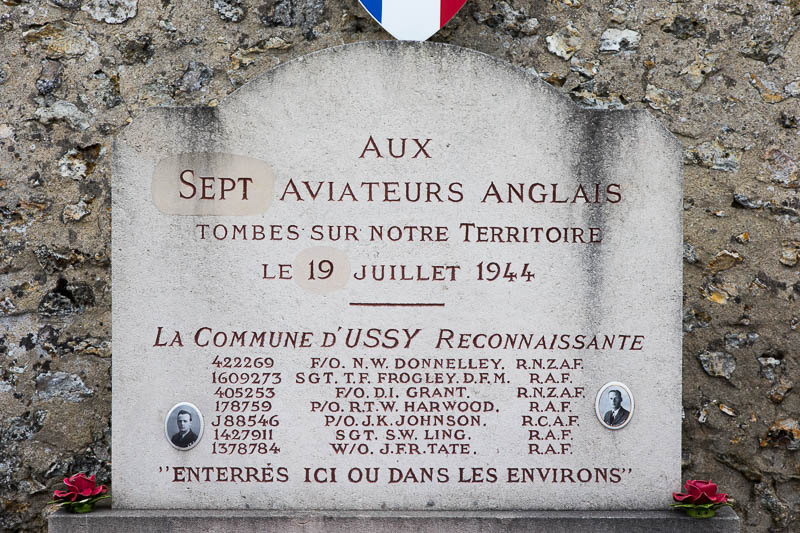 AUX
SEPT AVIATEURS ANGLAIS
TOMBES SUR NOTRE TERRITOIRE
LE 19 JUILLET 1944
LA COMMUNE D'USSY RECONNAISSANTE
422269 F/O. N.W. DONNELLEY. R.N.Z.A.F.
1609273 SGT. T.F. FROGLEY. D.F.M. R.A.F.
405253 F/O. D.I. GRANT. R.N.Z.A.F.
178759 P/O. R.T.W. HARWOOD. R.A.F.
J88546 P/O. J.K. JOHNSON. R.C.A.F.
1427911 SGT. S.W. LING. R.A.F.
1378784 W/O. J.F.R. TATE. R.A.F.
"ENTERRÉS ICI OU DANS LES ENVIRONS"